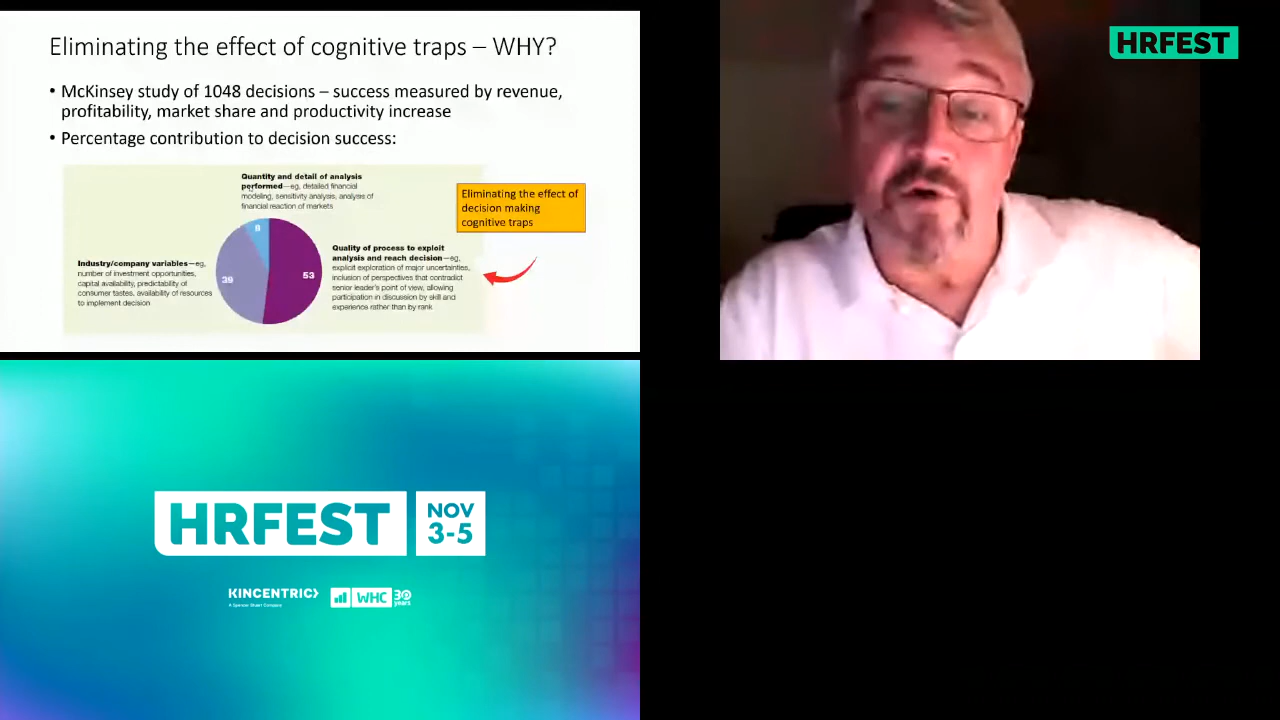 Eliminating the effect of cognitive traps – WHY?
• McKinsey study of 1048 decisions – success measured by revenue,
profitability, market share and productivity increase
• Percentage contribution to decision success:
Quantity and detail of analysis
performed—eg, detailed financial
modeling, sensitivity analysis, analysis of
financial reaction of markets
8
Eliminating the effect of
decision making
cognitive traps
Industry/company variables—eg,
number of investment opportunities,
capital availability, predictability of
consumer tastes, availability of resources
to implement decision
39
53
Quality of process to exploit
analysis and reach decision—eg,
explicit exploration of major uncertainties,
inclusion of perspectives that contradict
senior leader's point of view, allowing
participation in discussion by skill and
experience rather than by rank
HRFEST
HRFEST
NOV
3-5
KINCENTRIC
A Spencer Stuart Company
WHC
30
years